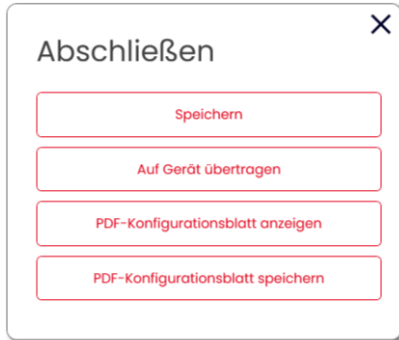 Abschließen
Speichern
Auf Gerät übertragen
PDF-Konfigurationsblatt anzeigen
PDF-Konfigurationsblatt speichern